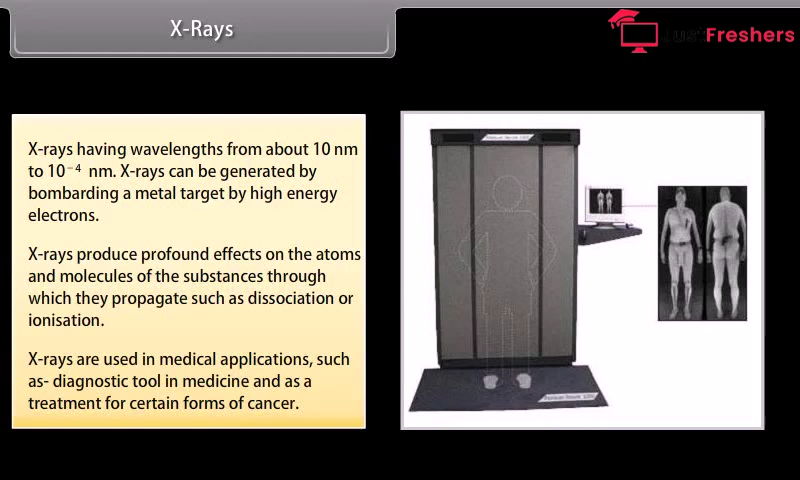 X-Rays
Just Freshers
X-rays having wavelengths from about 10 nm
to 10⁻⁴ nm. X-rays can be generated by
bombarding a metal target by high energy
electrons.
X-rays produce profound effects on the atoms
and molecules of the substances through
which they propagate such as dissociation or
ionisation.
X-rays are used in medical applications, such
as- diagnostic tool in medicine and as a
treatment for certain forms of cancer.